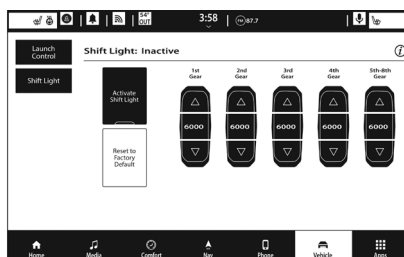 54°
OUT
3:58
FM 87.7
Launch
Control
Shift Light
Shift Light: Inactive
Activate
Shift Light
Reset to
Factory
Default
1st
Gear
2nd
Gear
3rd
Gear
4th
Gear
5th-8th
Gear
6000
6000
6000
6000
6000
Home
Media
Comfort
Nav
Phone
Vehicle
Apps